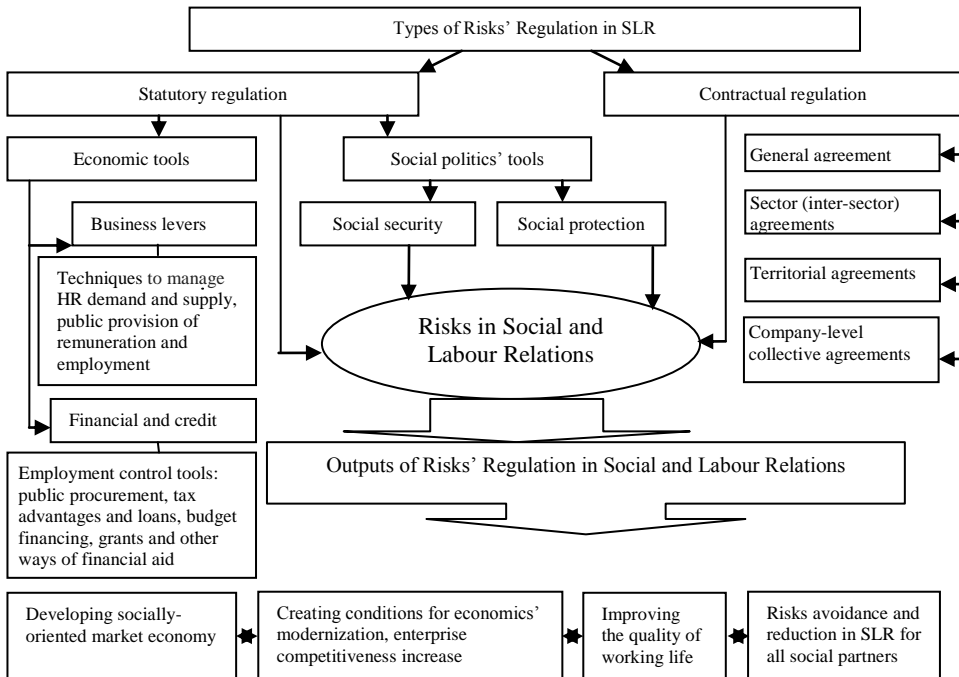 Types of Risks' Regulation in SLR
Statutory regulation
Contractual regulation
Economic tools
Social politics' tools
General agreement
Business levers
Social security
Social protection
Sector (inter-sector)
agreements
Techniques to manage
HR demand and supply,
public provision of
remuneration and
employment
Territorial agreements
Risks in Social and
Labour Relations
Company-level
collective agreements
Financial and credit
Outputs of Risks' Regulation in Social and Labour Relations
Employment control tools:
public procurement, tax
advantages and loans, budget
financing, grants and other
ways of financial aid
Developing socially-
oriented market economy
Creating conditions for economics'
modernization, enterprise
competitiveness increase
Improving
the quality of
working life
Risks avoidance and
reduction in SLR for
all social partners